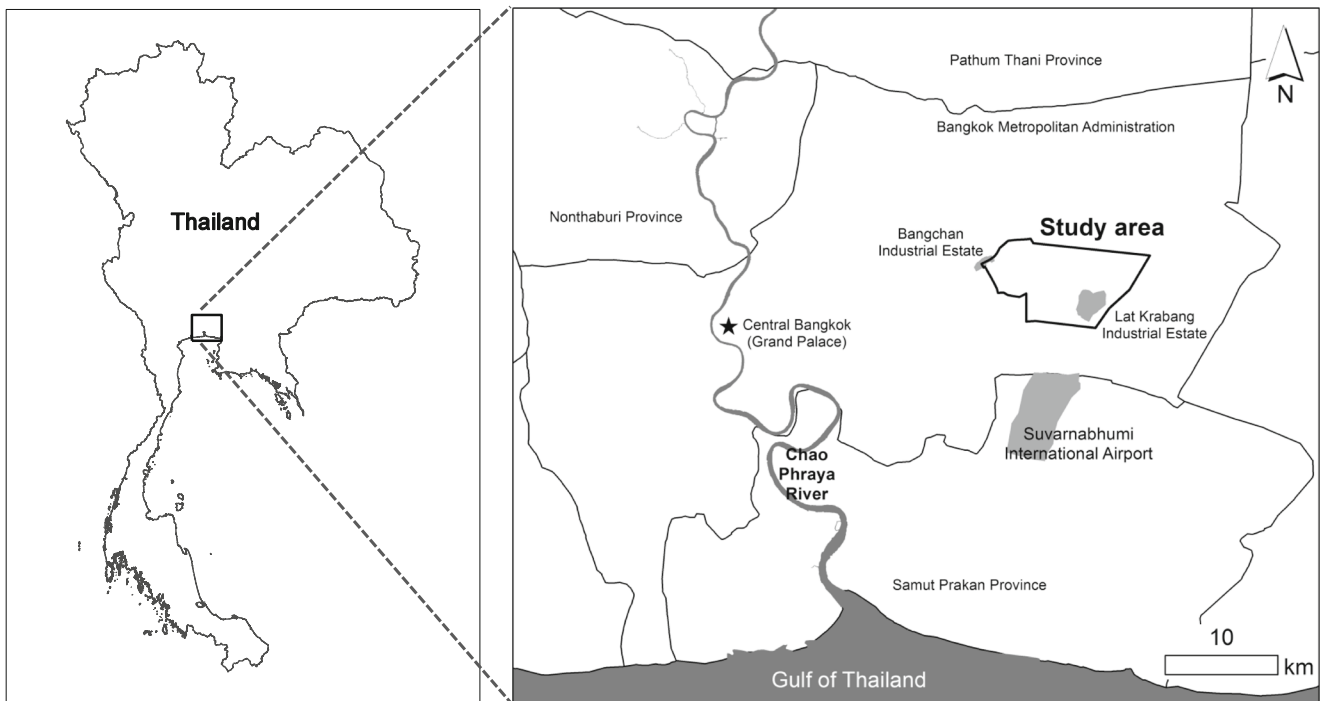 Thailand
Pathum Thani Province
N
Bangkok Metropolitan Administration
Nonthaburi Province
Study area
Bangchan
Industrial Estate
Central Bangkok
(Grand Palace)
Lat Krabang
Industrial Estate
Suvarnabhumi
International Airport
Chao
Phraya
River
Samut Prakan Province
10
km
Gulf of Thailand